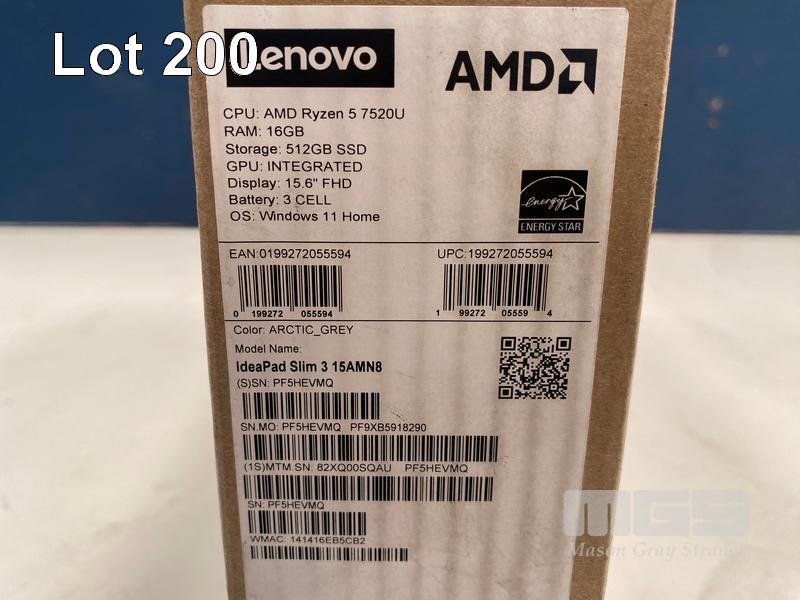 Lot 200
Lenovo
AMD
CPU: AMD Ryzen 5 7520U
RAM: 16GB
Storage: 512GB SSD
GPU: INTEGRATED
Display: 15.6" FHD
Battery: 3 CELL
OS: Windows 11 Home
energy
ENERGY STAR
EAN:0199272055594
UPC:199272055594
0 199272 055594
1 99272 05559 4
Color: ARCTIC_GREY
Model Name:
IdeaPad Slim 3 15AMN8
(S)SN: PF5HEVMQ
SN.MO: PF5HEVMQ PF9XB5918290
(1S)MTM.SN: 82XQ00SQAU PF5HEVMQ
SN: PF5HEVMQ
WMAC: 141416EB5CB2
MGS
Mason Gray Strange